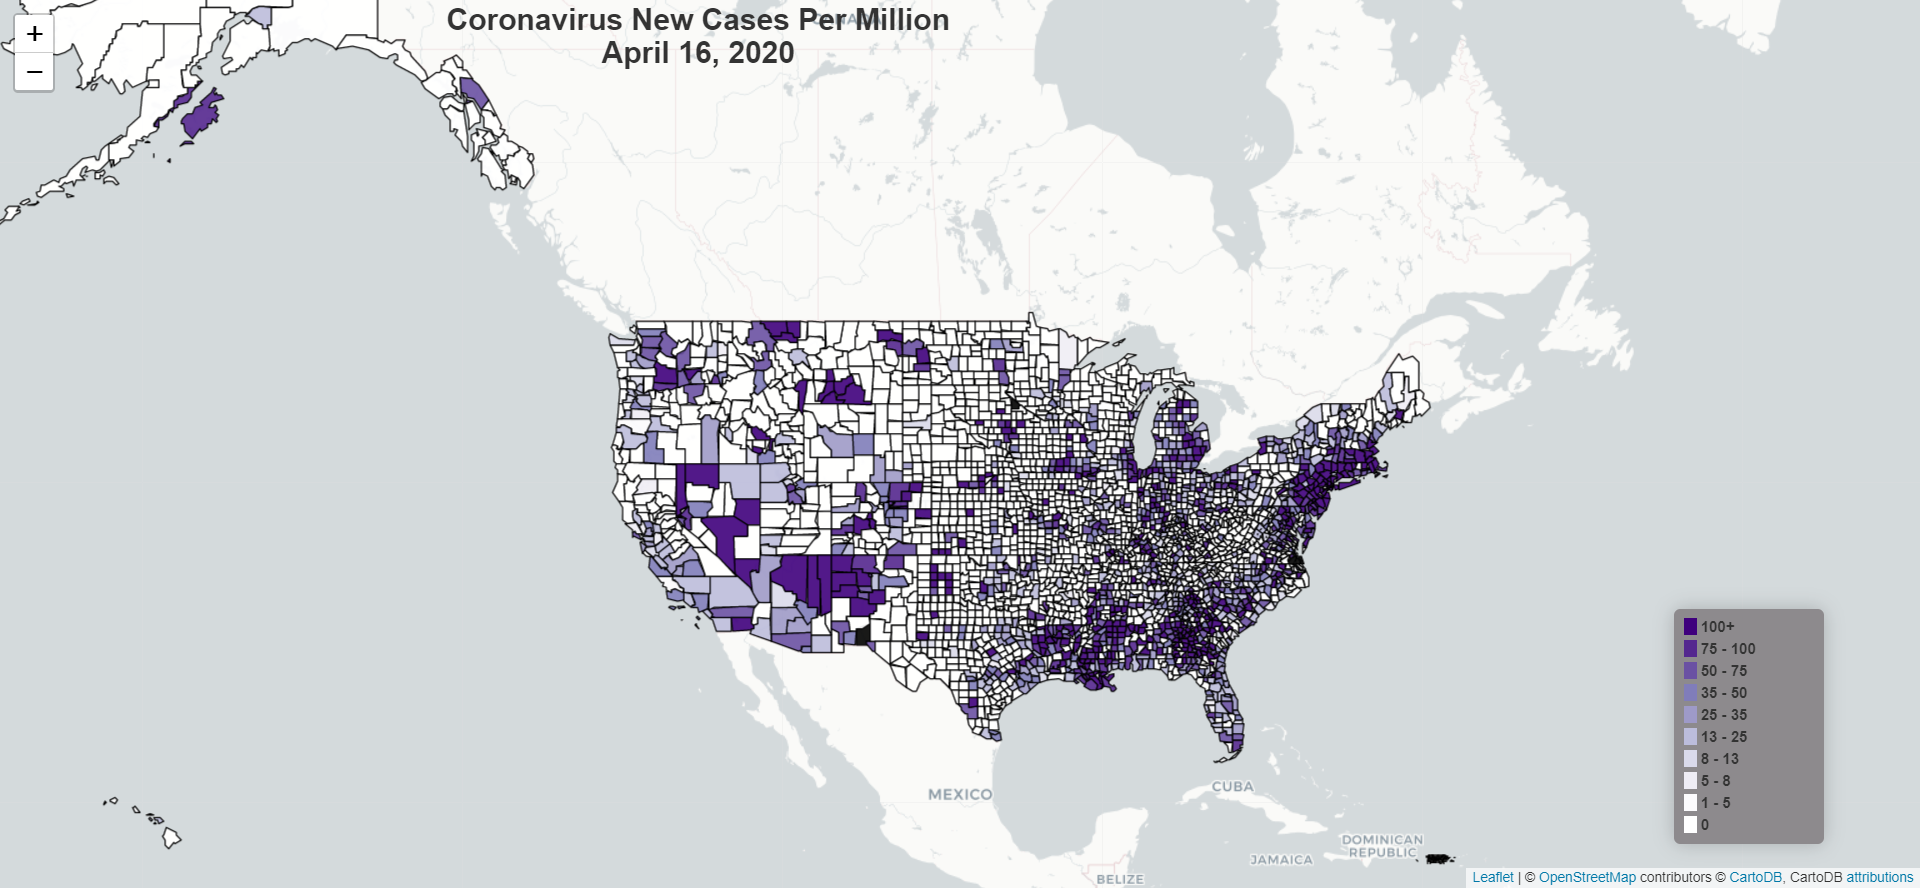 Coronavirus New Cases Per Million
April 16, 2020
+
−
CANADA
MEXICO
CUBA
DOMINICAN
REPUBLIC
JAMAICA
BELIZE
100+
75 - 100
50 - 75
35 - 50
25 - 35
13 - 25
8 - 13
5 - 8
1 - 5
0
Leaflet | © OpenStreetMap contributors © CartoDB, CartoDB attributions